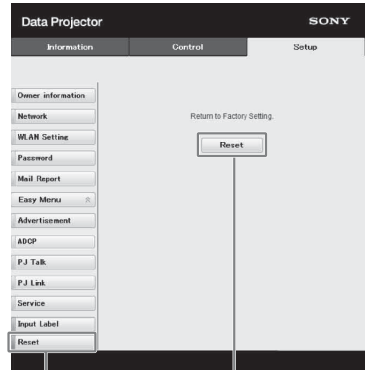 Data Projector
SONY
Information
Control
Setup
Owner information
Network
WLAN Setting
Password
Mail Report
Easy Menu
Advertisement
ADCP
PJ Talk
PJ Link
Service
Input Label
Reset
Return to Factory Setting.
Reset